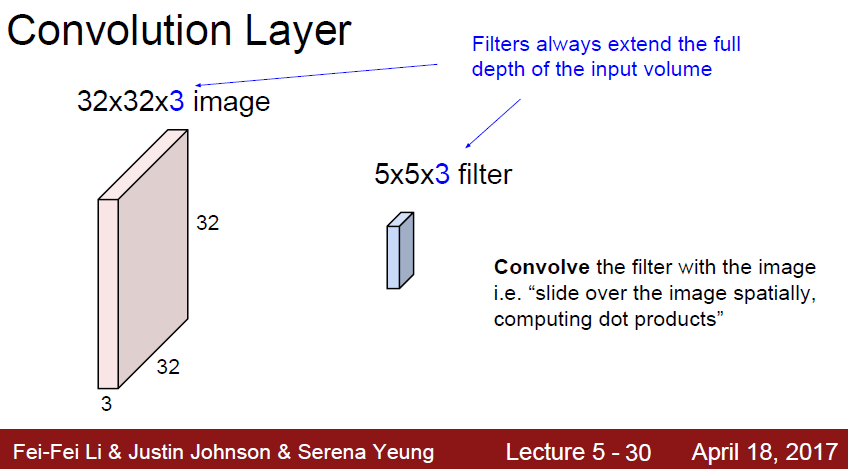 Convolution Layer
Filters always extend the full
depth of the input volume
32x32x3 image
5x5x3 filter
32
32
3
Convolve the filter with the image
i.e. “slide over the image spatially,
computing dot products”
Fei-Fei Li & Justin Johnson & Serena Yeung
Lecture 5 - 30
April 18, 2017